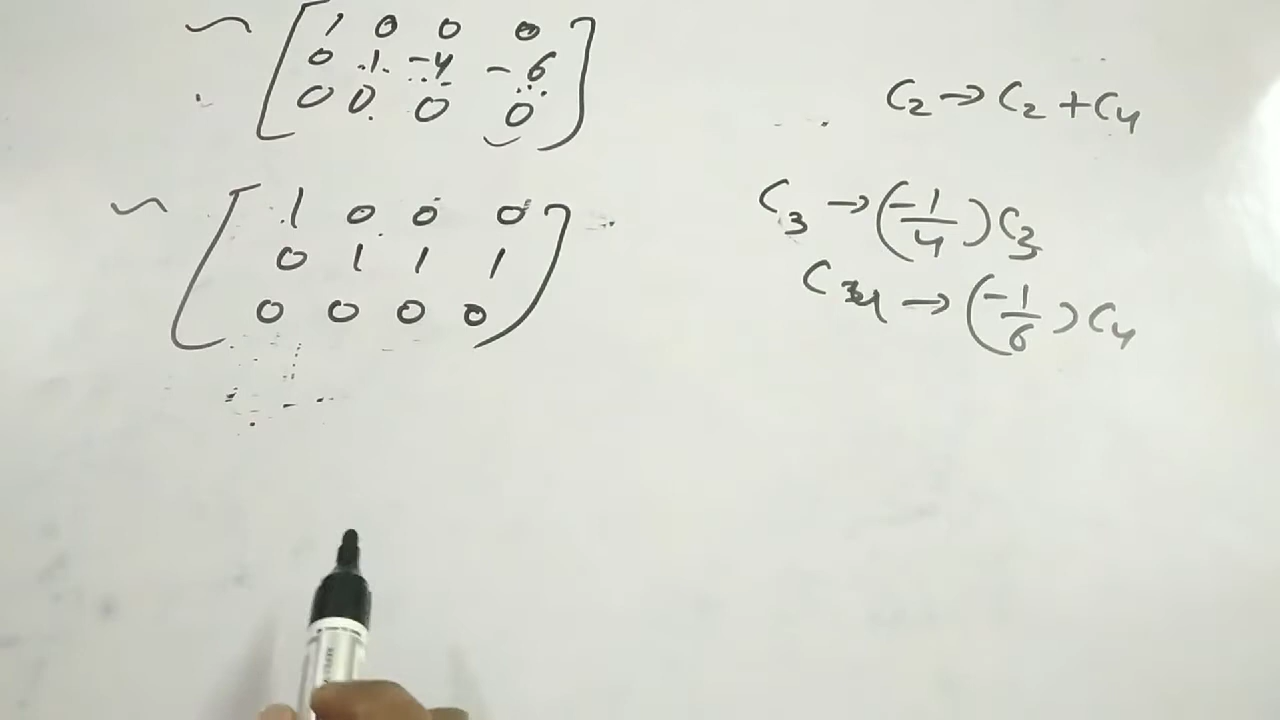 ~ [ 1 0 0 0
0 1 -4 -6
0 0 0 0 ]
C2 → C2 + C4
~ [ 1 0 0 0
0 1 1 1
0 0 0 0 ]
C3 → (-1/4) C3
C4 → (-1/6) C4